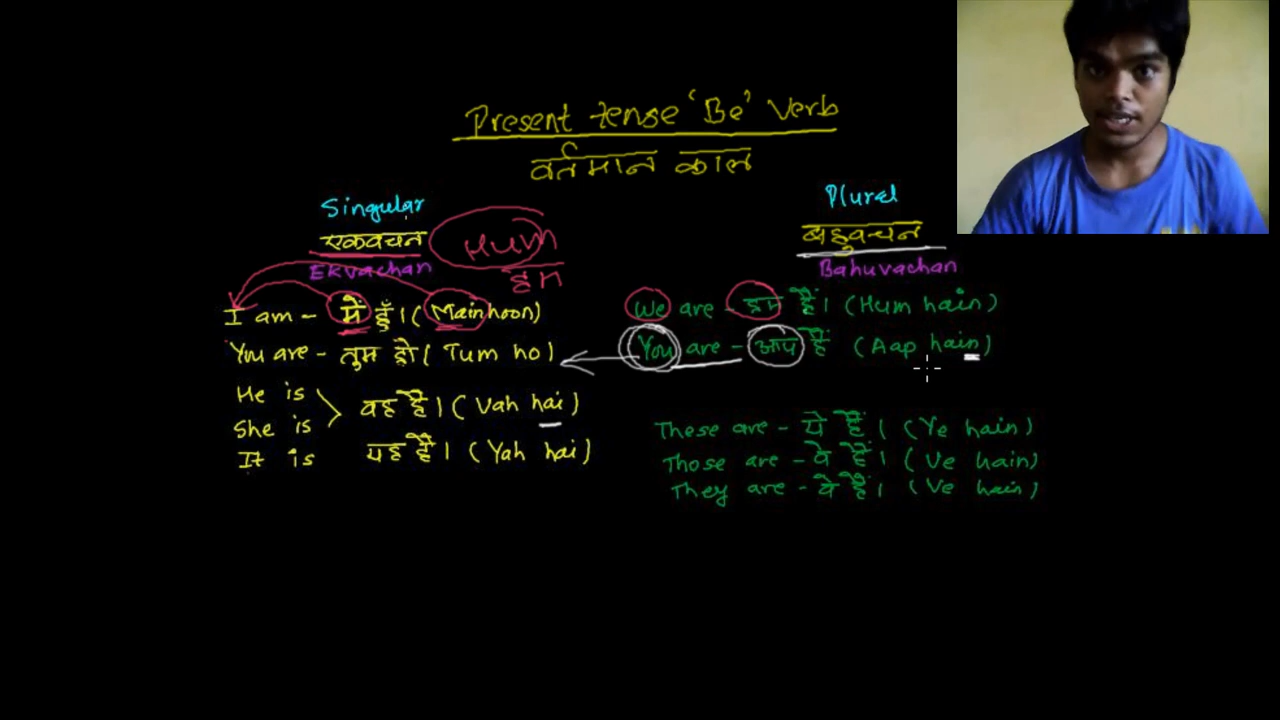 Present tense 'Be' Verb
वर्तमान काल
Singular
एकवचन
Ekvachan
Hum
हम
I am - मैं हूँ। (Main hoon)
You are - तुम हो (Tum ho)
He is
She is
वह है। (Vah hai)
It is
यह है। (Yah hai)
Plural
बहुवचन
Bahuvachan
We are - हम हैं। (Hum hain)
You are - आप हैं (Aap hain)
These are - ये हैं। (Ye hain)
Those are - वे हैं। (Ve hain)
They are - वे हैं। (Ve hain)